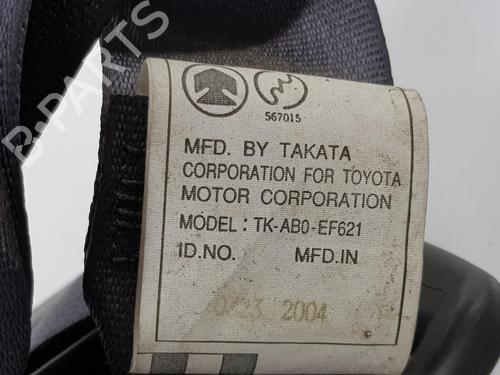 567015
MFD. BY TAKATA
CORPORATION FOR TOYOTA
MOTOR CORPORATION
MODEL : TK-AB0-EF621
ID.NO. MFD.IN
2004
B-PARTS